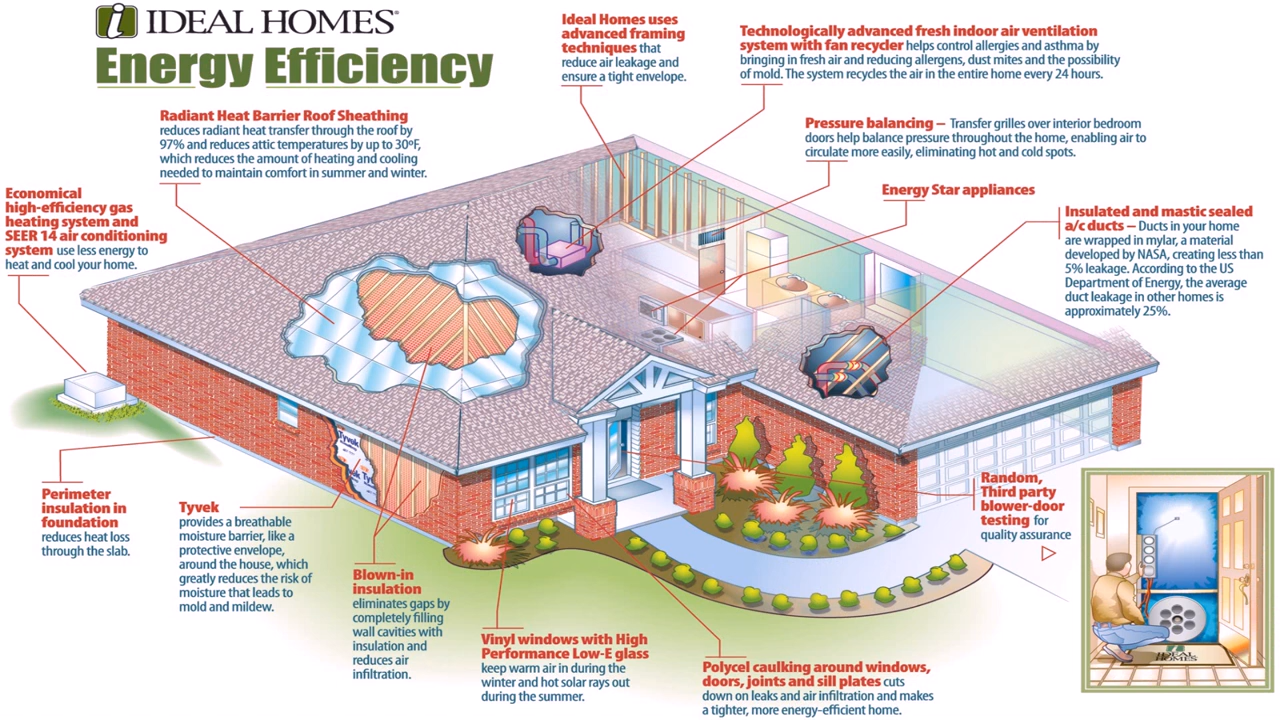 i IDEAL HOMES®
Energy Efficiency
Ideal Homes uses
advanced framing
techniques that
reduce air leakage and
ensure a tight envelope.
Technologically advanced fresh indoor air ventilation
system with fan recycler helps control allergies and asthma by
bringing in fresh air and reducing allergens, dust mites and the possibility
of mold. The system recycles the air in the entire home every 24 hours.
Radiant Heat Barrier Roof Sheathing
reduces radiant heat transfer through the roof by
97% and reduces attic temperatures by up to 30ºF,
which reduces the amount of heating and cooling
needed to maintain comfort in summer and winter.
Pressure balancing – Transfer grilles over interior bedroom
doors help balance pressure throughout the home, enabling air to
circulate more easily, eliminating hot and cold spots.
Energy Star appliances
Economical
high-efficiency gas
heating system and
SEER 14 air conditioning
system use less energy to
heat and cool your home.
Insulated and mastic sealed
a/c ducts – Ducts in your home
are wrapped in mylar, a material
developed by NASA, creating less than
5% leakage. According to the US
Department of Energy, the average
duct leakage in other homes is
approximately 25%.
Tyvek
Perimeter
insulation in
foundation
reduces heat loss
through the slab.
Tyvek
provides a breathable
moisture barrier, like a
protective envelope,
around the house, which
greatly reduces the risk of
moisture that leads to
mold and mildew.
Blown-in
insulation
eliminates gaps by
completely filling
wall cavities with
insulation and
reduces air
infiltration.
Vinyl windows with High
Performance Low-E glass
keep warm air in during the
winter and hot solar rays out
during the summer.
Polycel caulking around windows,
doors, joints and sill plates cuts
down on leaks and air infiltration and makes
a tighter, more energy-efficient home.
Random,
Third party
blower-door
testing for
quality assurance
IDEAL
HOMES